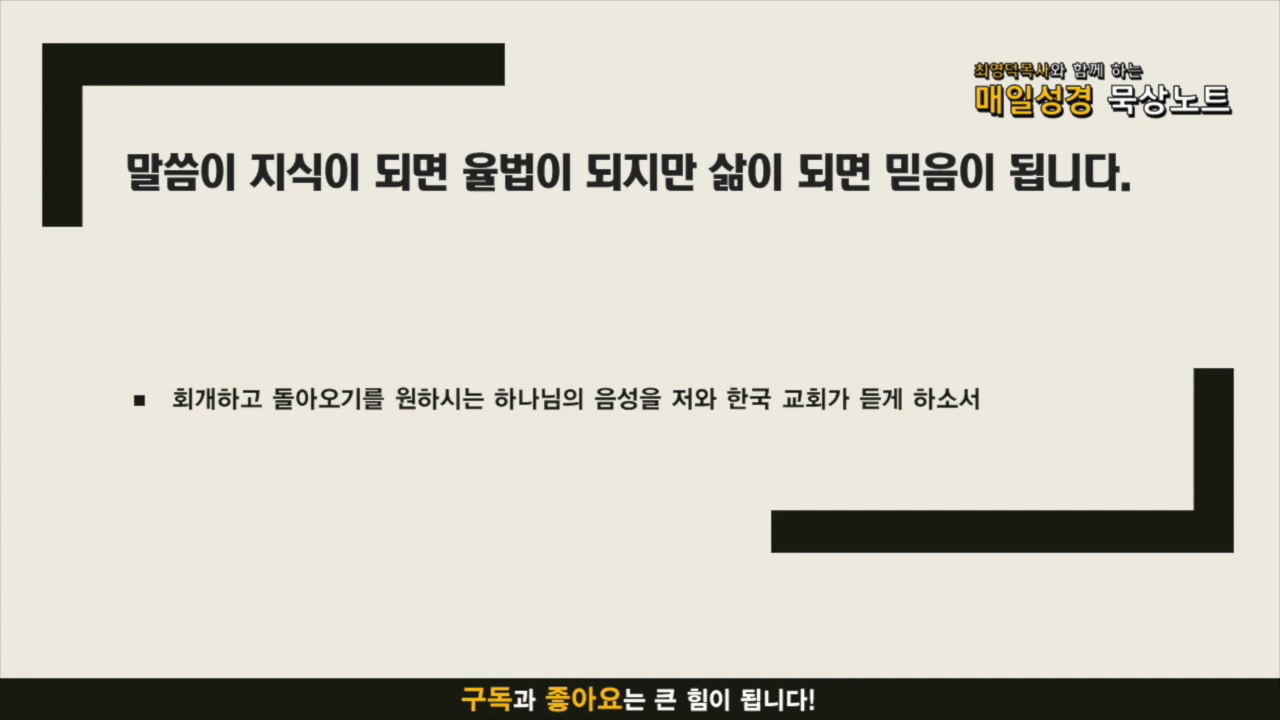 최영덕목사와 함께 하는
매일성경 묵상노트
말씀이 지식이 되면 율법이 되지만 삶이 되면 믿음이 됩니다.
■ 회개하고 돌아오기를 원하시는 하나님의 음성을 저와 한국 교회가 듣게 하소서
구독과 좋아요는 큰 힘이 됩니다!